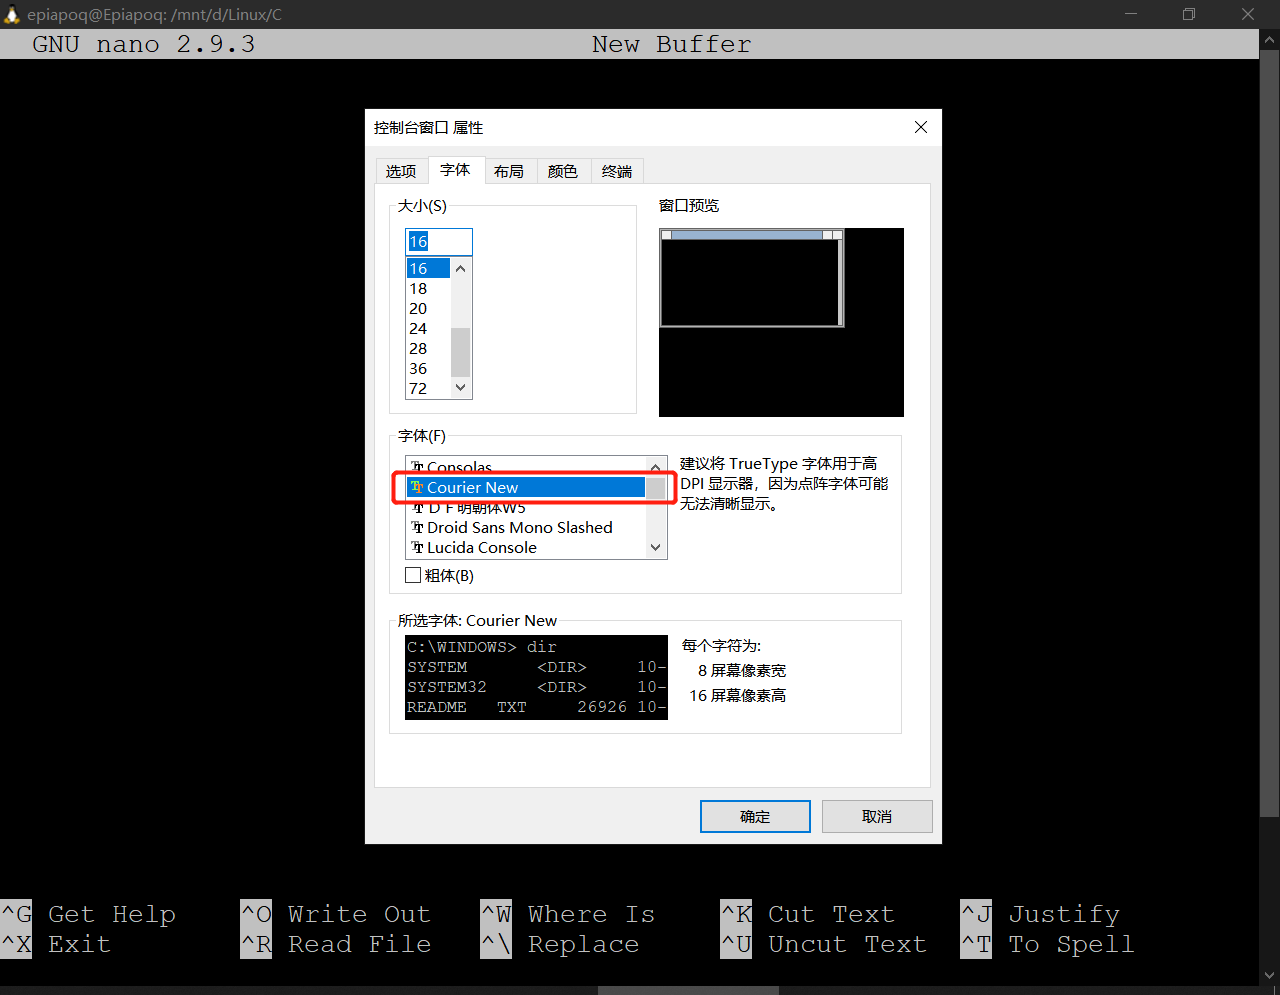 epiapoq@Epiapoq: /mnt/d/Linux/C
GNU nano 2.9.3 New Buffer
控制台窗口 属性
选项 字体 布局 颜色 终端
大小(S)
16
16
18
20
24
28
36
72
窗口预览
字体(F)
Consolas
Courier New
D F 明朝体W5
Droid Sans Mono Slashed
Lucida Console
粗体(B)
建议将 TrueType 字体用于高
DPI 显示器，因为点阵字体可能
无法清晰显示。
所选字体: Courier New
C:\WINDOWS> dir
SYSTEM <DIR> 10-
SYSTEM32 <DIR> 10-
README TXT 26926 10-
每个字符为:
8 屏幕像素宽
16 屏幕像素高
确定 取消
^G Get Help ^O Write Out ^W Where Is ^K Cut Text ^J Justify
^X Exit ^R Read File ^\ Replace ^U Uncut Text ^T To Spell